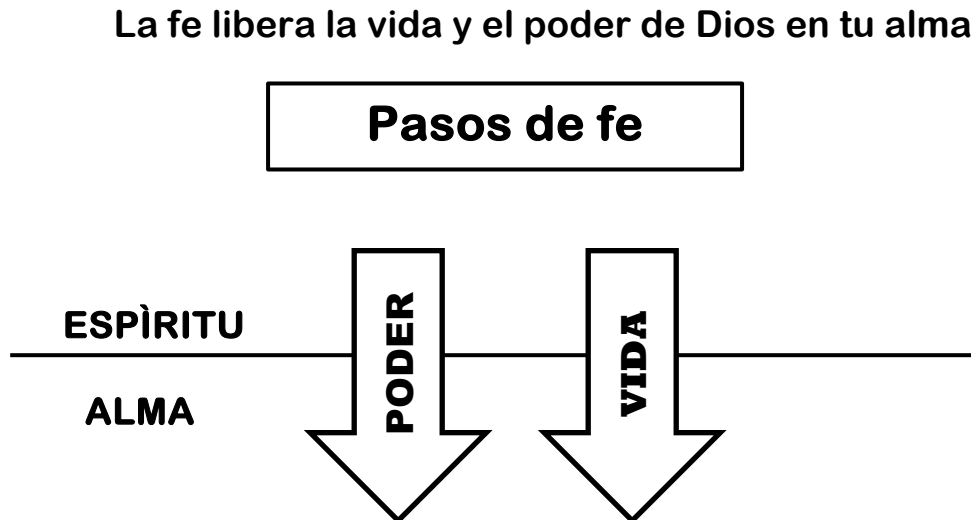 La fe libera la vida y el poder de Dios en tu alma
Pasos de fe
ESPÌRITU
PODER
VIDA
ALMA